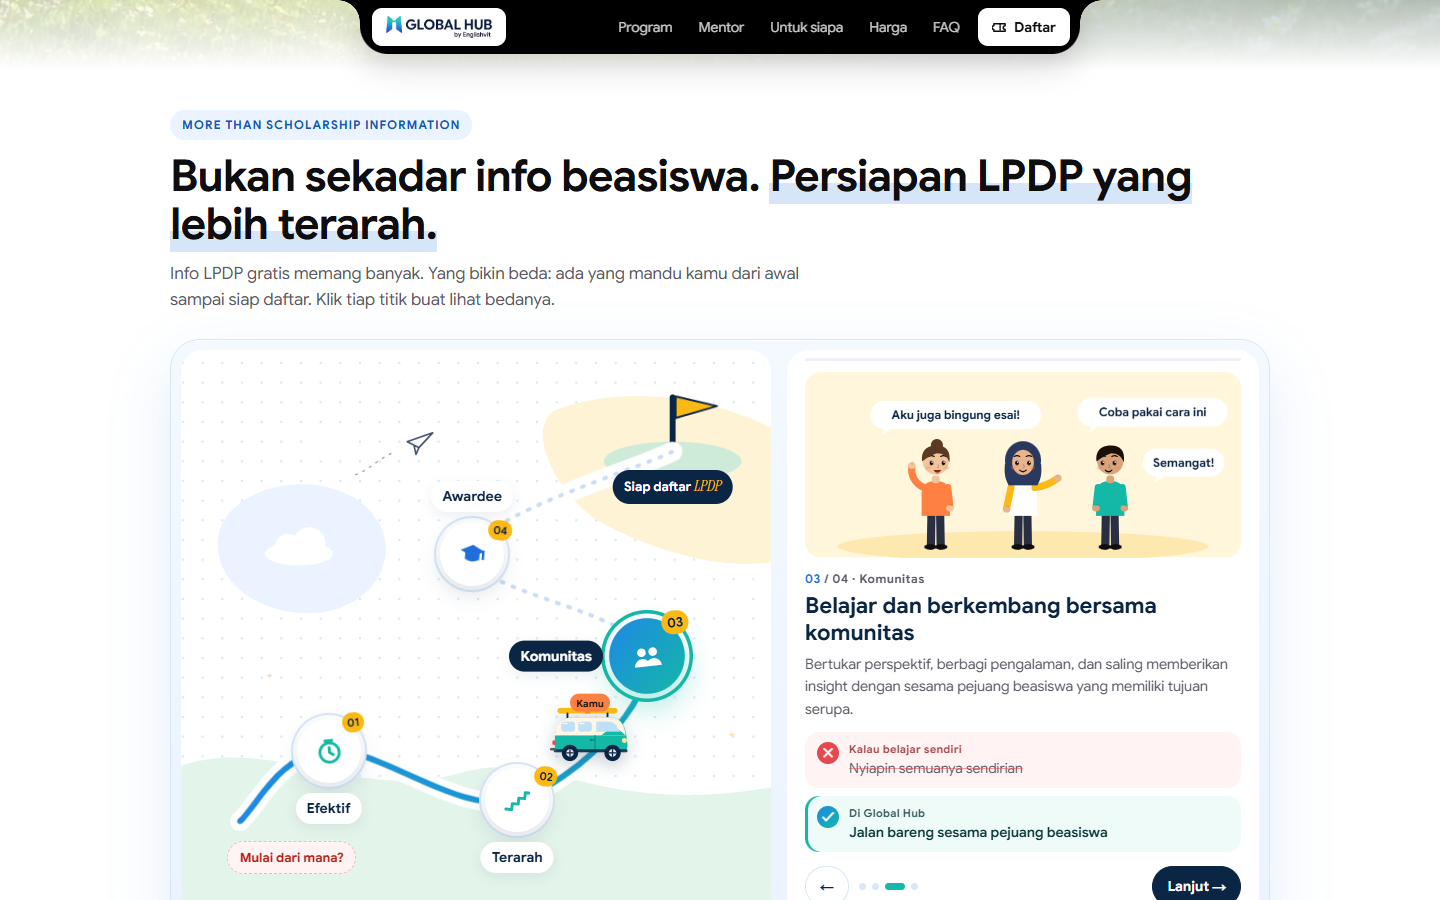 GLOBAL HUB
by Englishvit
Program
Mentor
Untuk siapa
Harga
FAQ
Daftar
MORE THAN SCHOLARSHIP INFORMATION
Bukan sekadar info beasiswa. Persiapan LPDP yang
lebih terarah.
Info LPDP gratis memang banyak. Yang bikin beda: ada yang mandu kamu dari awal
sampai siap daftar. Klik tiap titik buat lihat bedanya.
Siap daftar LPDP
Awardee
04
03
Komunitas
Kamu
01
Efektif
02
Terarah
Mulai dari mana?
Aku juga bingung esai!
Coba pakai cara ini
Semangat!
03 / 04 · Komunitas
Belajar dan berkembang bersama
komunitas
Bertukar perspektif, berbagi pengalaman, dan saling memberikan
insight dengan sesama pejuang beasiswa yang memiliki tujuan
serupa.
Kalau belajar sendiri
Nyiapin semuanya sendirian
Di Global Hub
Jalan bareng sesama pejuang beasiswa
←
Lanjut →